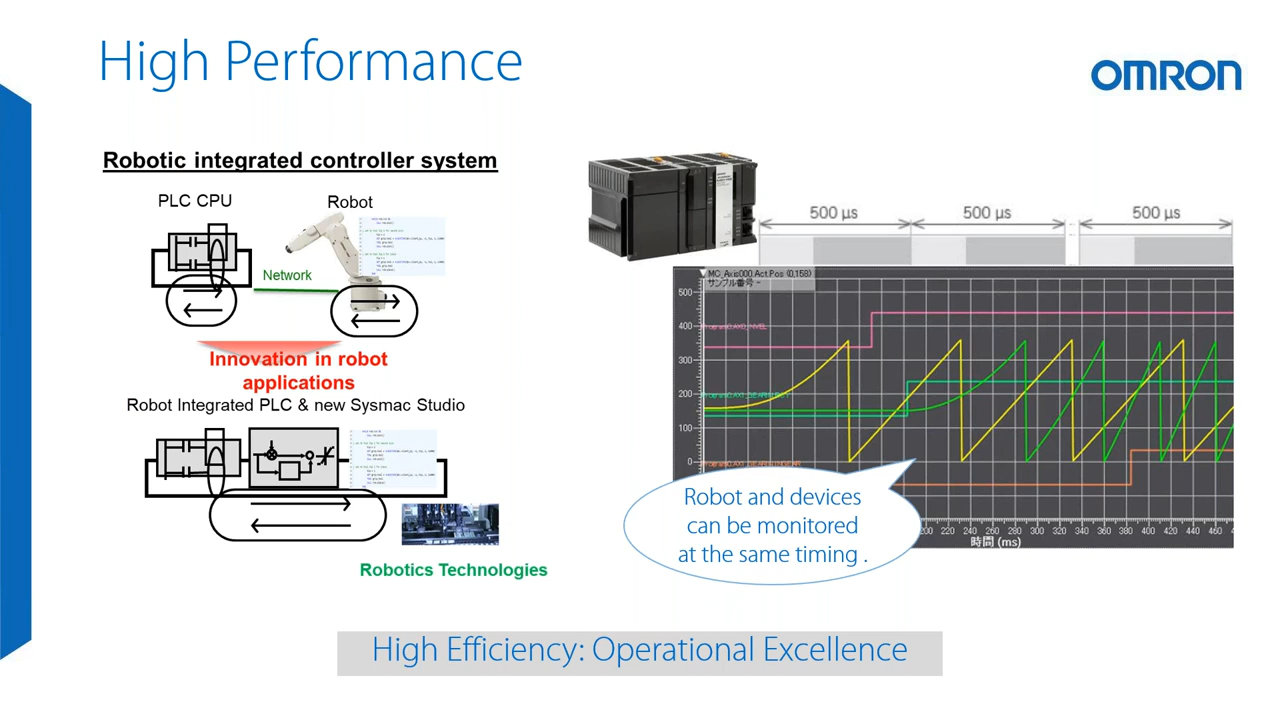 High Performance
OMRON
Robotic integrated controller system
PLC CPU
Robot
Network
Innovation in robot
applications
Robot Integrated PLC & new Sysmac Studio
Robotics Technologies
500 µs
500 µs
500 µs
MC_Axis000.Act.Pos (0,158)
サンプル番号 -
500
400
300
200
100
0
200 220 240 260 280 300 320 340 360 380 400 420 440 460
時間 (ms)
Robot and devices
can be monitored
at the same timing .
High Efficiency: Operational Excellence